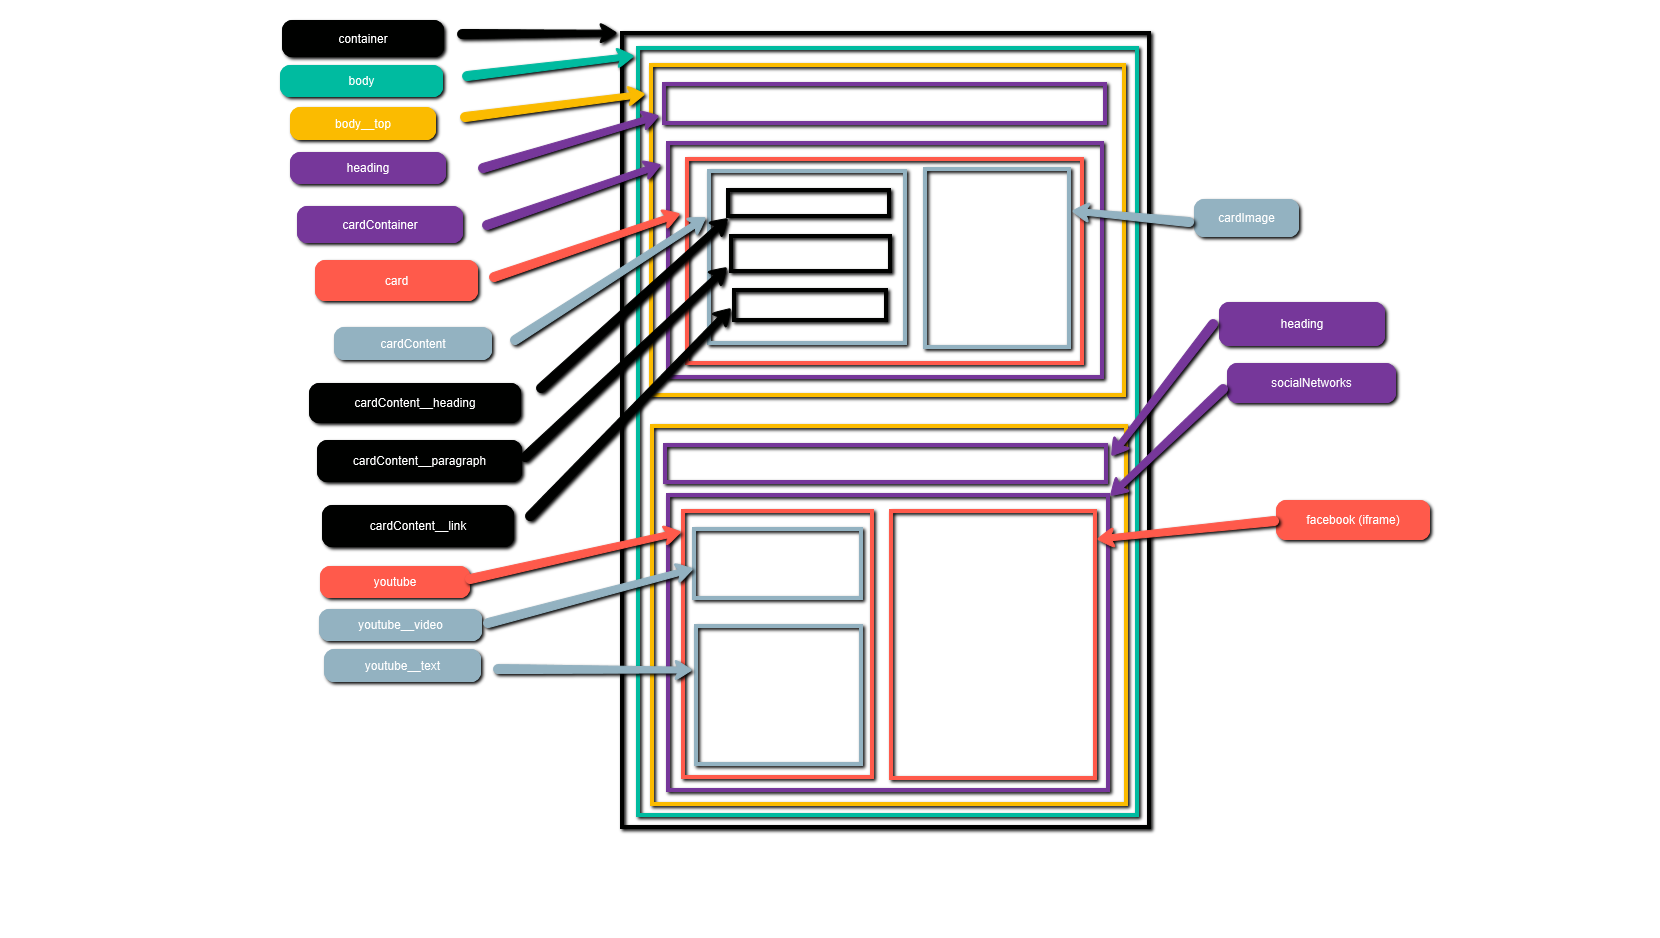 container
body
body__top
heading
cardContainer
card
cardContent
cardContent__heading
cardContent__paragraph
cardContent__link
youtube
youtube__video
youtube__text
cardImage
heading
socialNetworks
facebook (iframe)